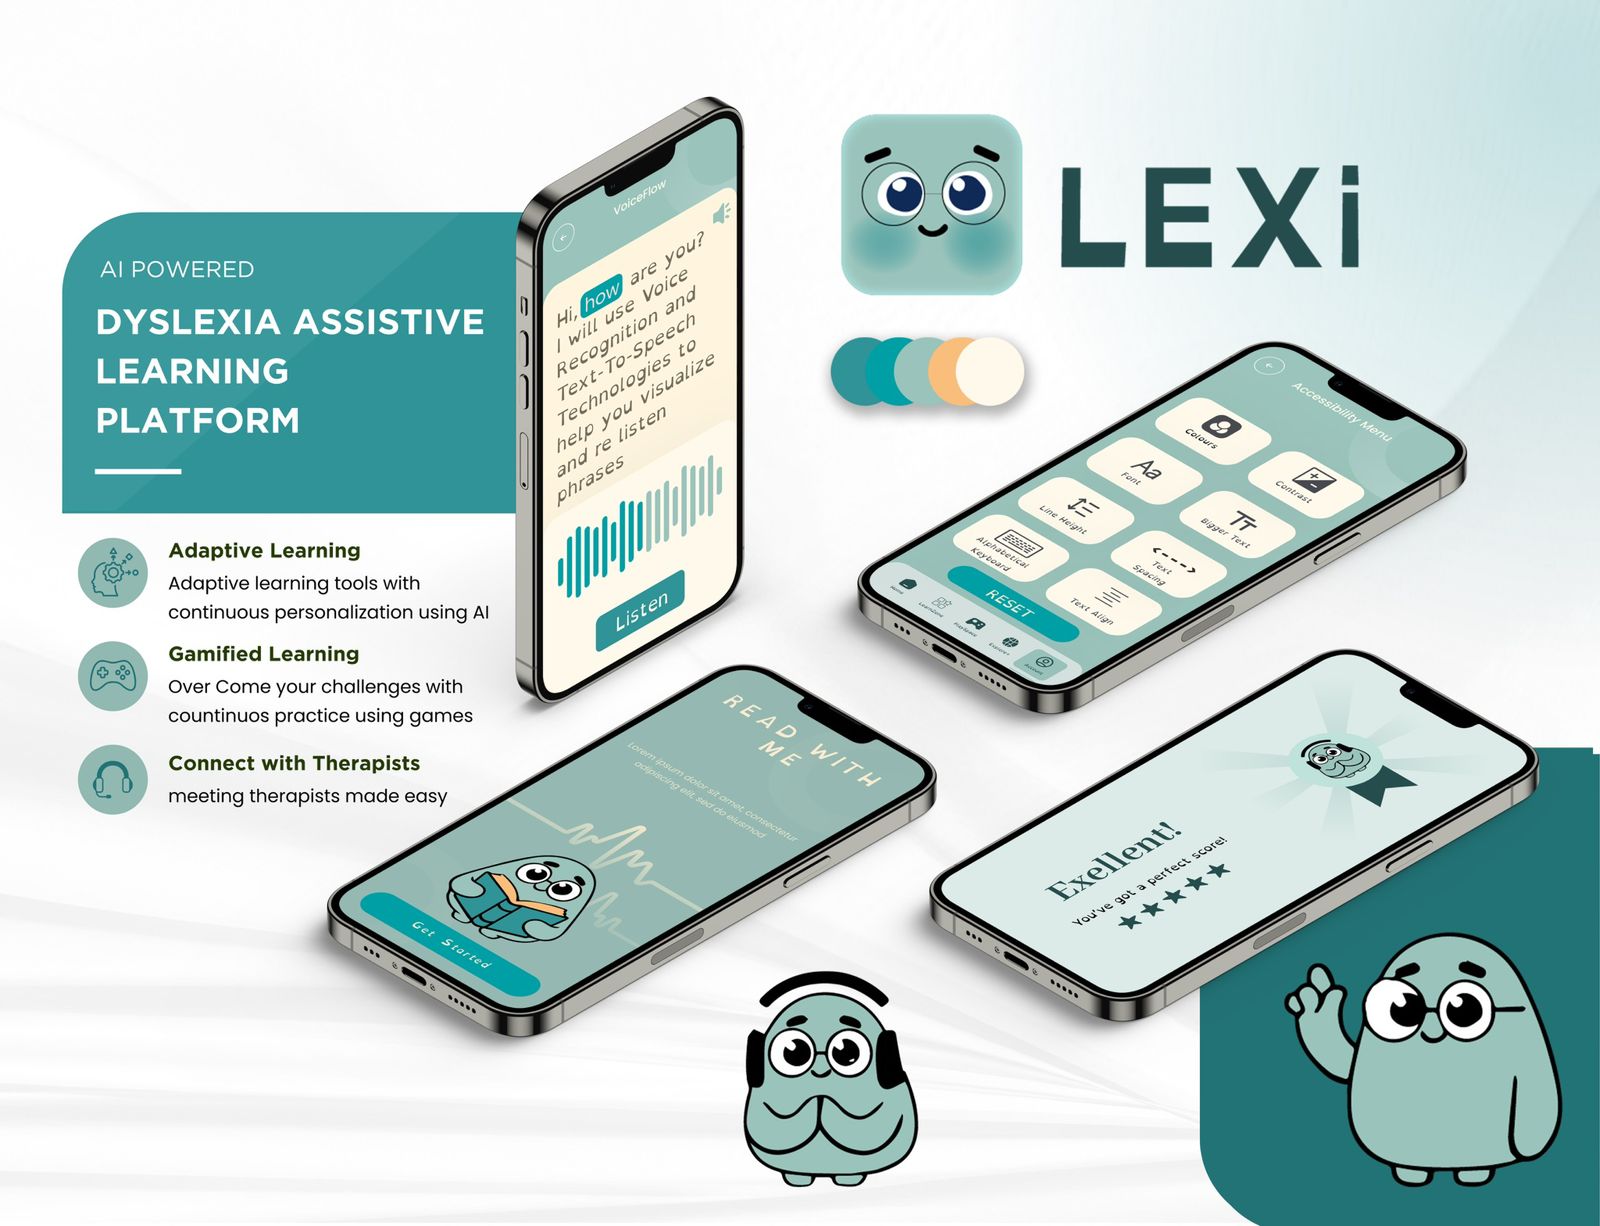 AI POWERED
DYSLEXIA ASSISTIVE
LEARNING
PLATFORM
Adaptive Learning
Adaptive learning tools with
continuous personalization using AI
Gamified Learning
Over Come your challenges with
countinuos practice using games
Connect with Therapists
meeting therapists made easy
VoiceFlow
Hi, how are you?
I will use Voice
Recognition and
Text-To-Speech
Technologies to
help you visualize
and re listen
phrases
Listen
LEXi
Accessibility Menu
Colours
Contrast
Font
Bigger Text
Line Height
Text
Spacing
Alphabetical
Keyboard
Text Align
RESET
Home
LearnZone
PlaySpace
Explore+
Account
READ WITH
ME
Lorem ipsum dolor sit amet, consectetur
adipiscing elit, sed do eiusmod
Get Started
Exellent!
You've got a perfect score!